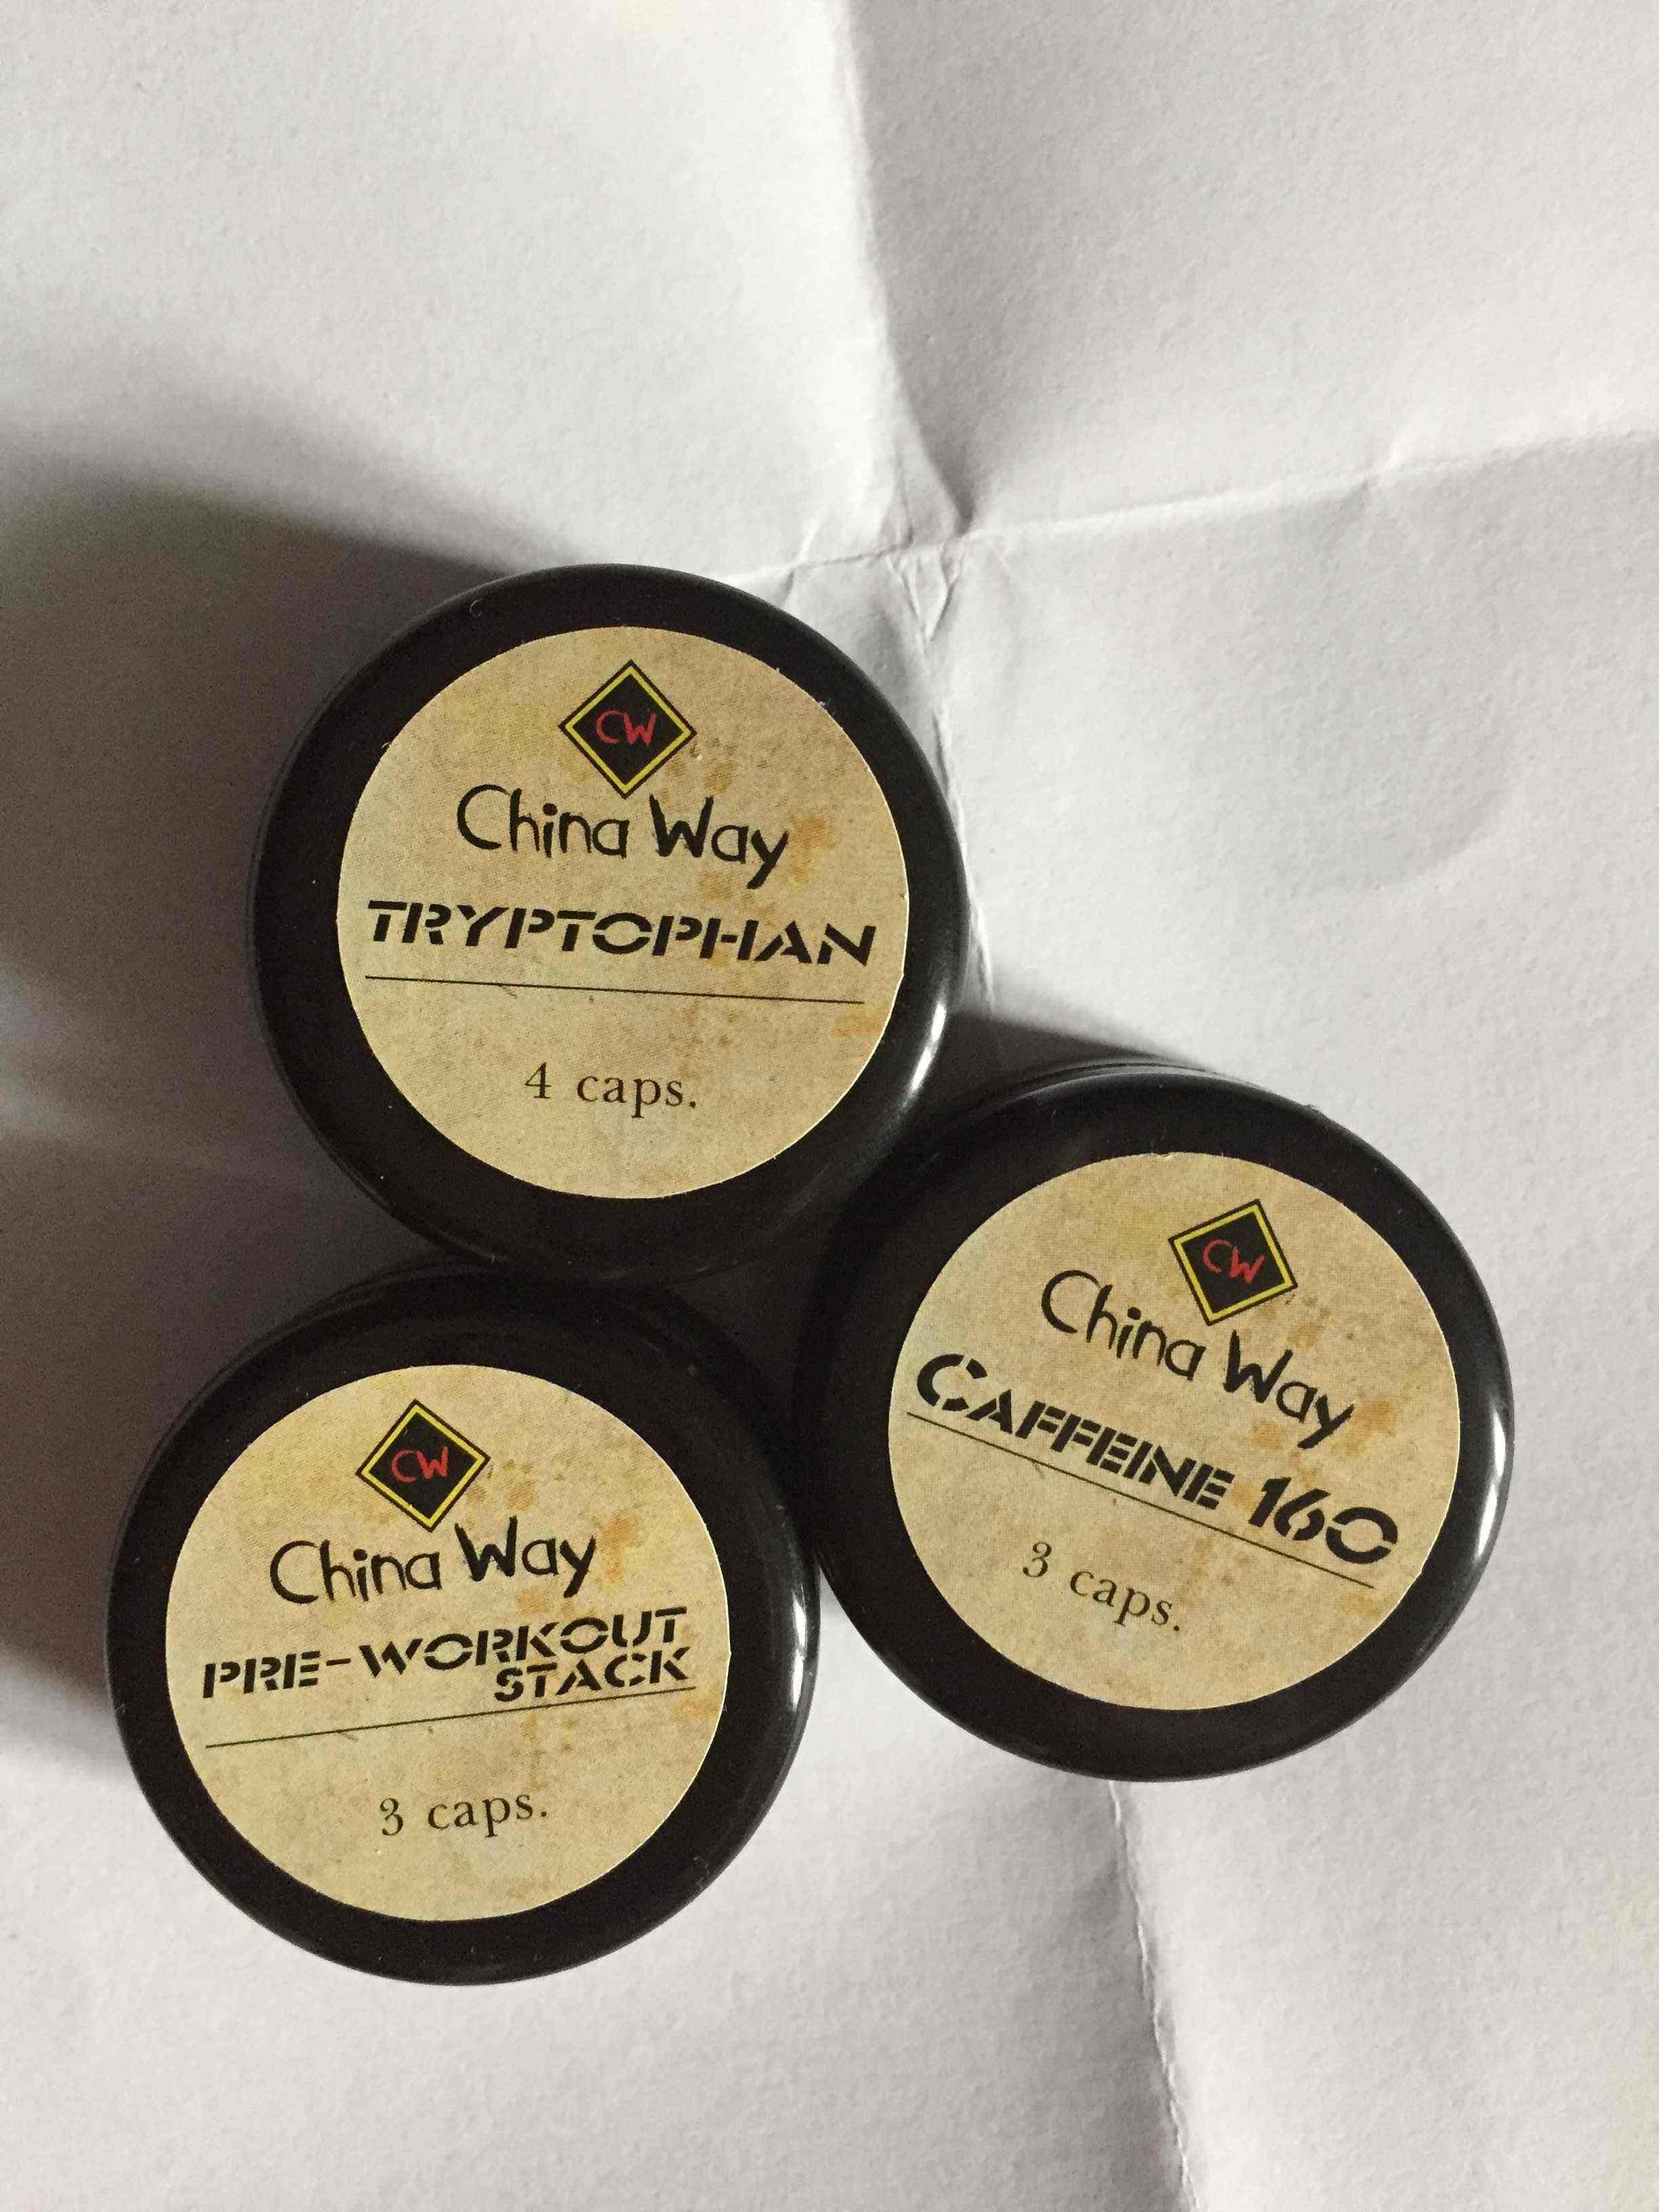 CW
China Way
TRYPTOPHAN
4 caps.
CW
China Way
CAFFEINE 160
3 caps.
CW
China Way
PRE-WORKOUT
STACK
3 caps.